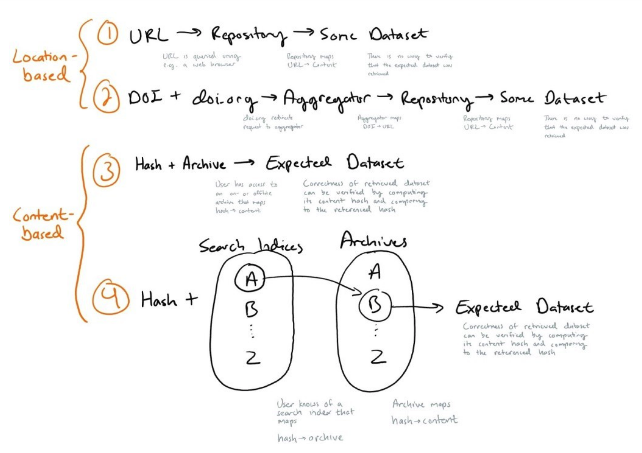 Location-
based
1 URL → Repository → Some Dataset
URL is queried using
e.g. a web browser
Repository maps
URL → Content
There is no way to verify
that the expected dataset was
retrieved
2 DOI + doi.org → Aggregator → Repository → Some Dataset
doi.org redirects
request to aggregator
Aggregator maps
DOI → URL
Repository maps
URL → Content
There is no way to verify
that the expected dataset was
retrieved
Content-
based
3 Hash + Archive → Expected Dataset
User has access to
an on- or offline
archive that maps
hash → content
Correctness of retrieved dataset
can be verified by computing
its content hash and comparing
to the referenced hash
Search Indices
Archives
4 Hash +
A
B
⋮
Z
A
B
⋮
Z
→ Expected Dataset
Correctness of retrieved dataset
can be verified by computing
its content hash and comparing
to the referenced hash
User knows of a
search index that
maps
hash → archive
Archive maps
hash → content